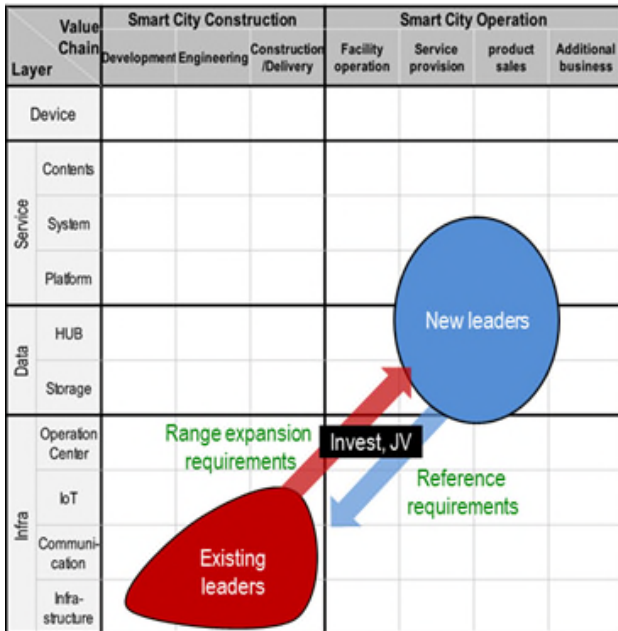 Value
Chain
Layer
Smart City Construction
Smart City Operation
Development
Engineering
Construction
/Delivery
Facility
operation
Service
provision
product
sales
Additional
business
Device
Service
Contents
System
Platform
Data
HUB
Storage
Infra
Operation
Center
IoT
Communi-
cation
Infra-
structure
New leaders
Range expansion
requirements
Invest, JV
Reference
requirements
Existing
leaders